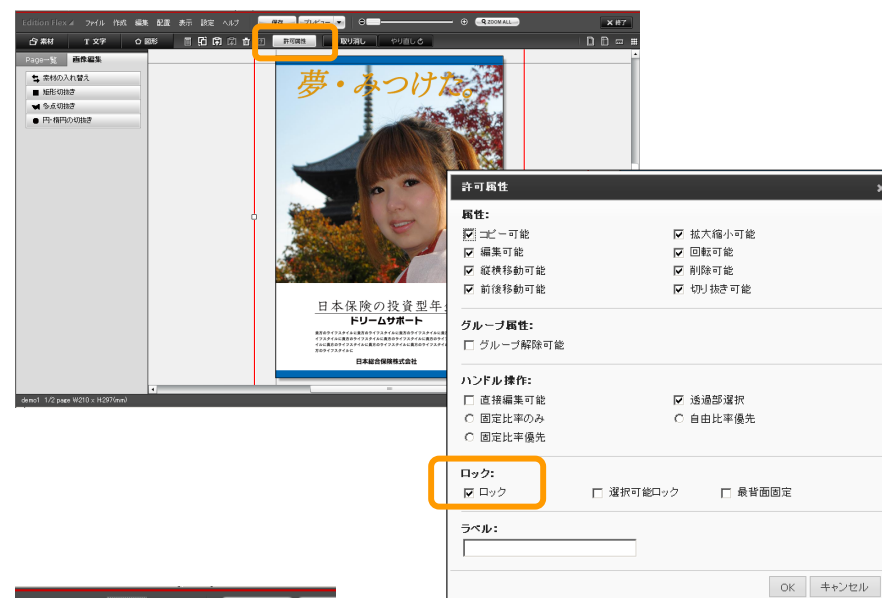 Edition Flex 4 ファイル 作成 編集 配置 表示 設定 ヘルプ 保存 プレビュー ZOOM ALL ×終了
素材 T 文字 図形 許可属性 取り消し やり直し
Page一覧 画像編集
素材の入れ替え
矩形切抜き
多点切抜き
円・楕円の切抜き
夢・みつけた。
日本保険の投資型年
ドリームサポート
日本総合保険株式会社
demo1 1/2 page W210 x H297(mm)
許可属性
属性:
コピー可能 拡大縮小可能
編集可能 回転可能
縦横移動可能 削除可能
前後移動可能 切り抜き可能
グループ属性:
グループ解除可能
ハンドル操作:
直接編集可能 透過部選択
固定比率のみ 自由比率優先
固定比率優先
ロック:
ロック 選択可能ロック 最背面固定
ラベル:
OK キャンセル